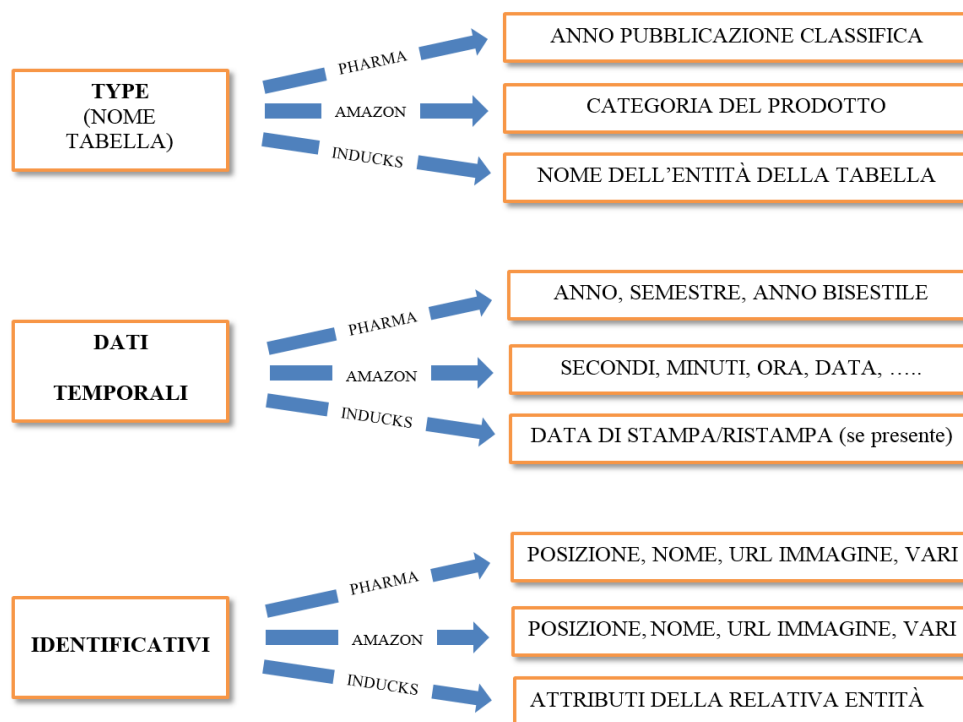 ANNO PUBBLICAZIONE CLASSIFICA
PHARMA
TYPE
(NOME
TABELLA)
AMAZON
CATEGORIA DEL PRODOTTO
INDUCKS
NOME DELL’ENTITÀ DELLA TABELLA
ANNO, SEMESTRE, ANNO BISESTILE
PHARMA
DATI
TEMPORALI
AMAZON
SECONDI, MINUTI, ORA, DATA, …..
INDUCKS
DATA DI STAMPA/RISTAMPA (se presente)
POSIZIONE, NOME, URL IMMAGINE, VARI
PHARMA
IDENTIFICATIVI
AMAZON
POSIZIONE, NOME, URL IMMAGINE, VARI
INDUCKS
ATTRIBUTI DELLA RELATIVA ENTITÀ